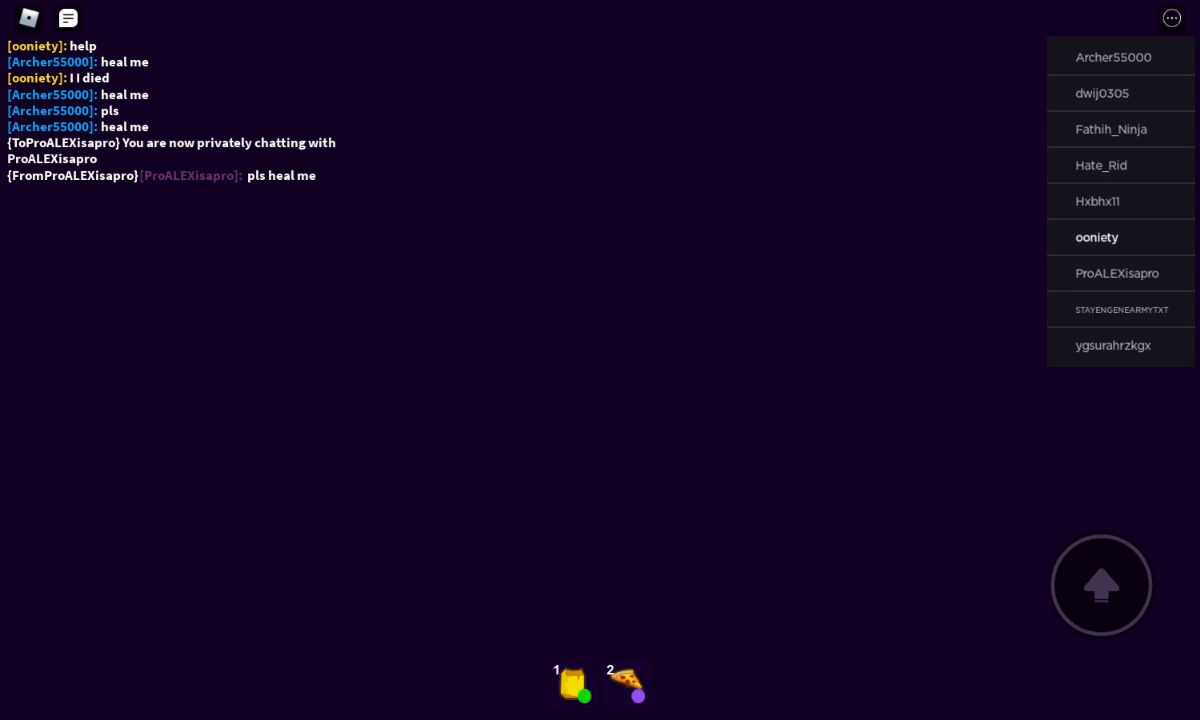 [ooniety]: help
[Archer55000]: heal me
[ooniety]: I I died
[Archer55000]: heal me
[Archer55000]: pls
[Archer55000]: heal me
{ToProALEXisapro} You are now privately chatting with
ProALEXisapro
{FromProALEXisapro}[ProALEXisapro]: pls heal me
Archer55000
dwij0305
Fathih_Ninja
Hate_Rid
Hxbhx11
ooniety
ProALEXisapro
STAYENGENEARMYTXT
ygsurahrzkgx
1
2